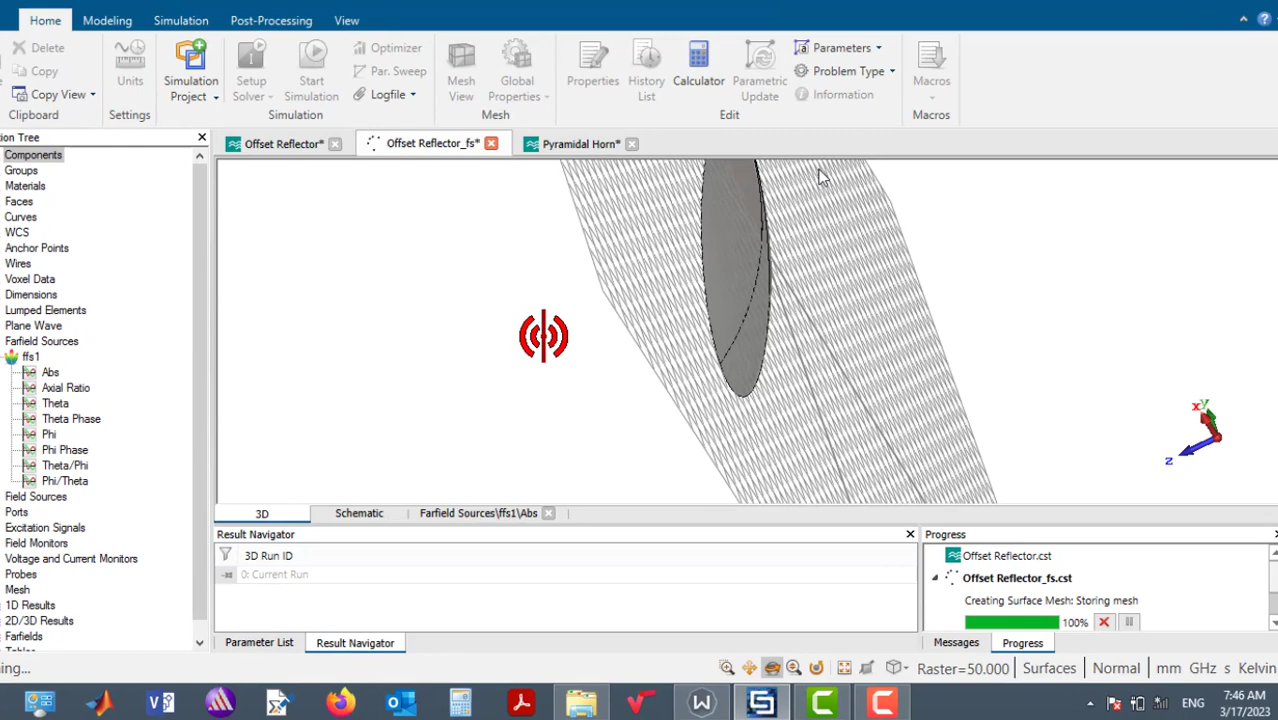 Home Modeling Simulation Post-Processing View
Delete
Copy
Copy View
Clipboard
Units
Settings
Simulation Project
Setup Solver
Start Simulation
Optimizer
Par. Sweep
Logfile
Simulation
Mesh View
Global Properties
Mesh
Properties
History List
Calculator
Parametric Update
Parameters
Problem Type
Information
Edit
Macros
Macros
tion Tree
Offset Reflector*
Offset Reflector_fs*
Pyramidal Horn*
Components
Groups
Materials
Faces
Curves
WCS
Anchor Points
Wires
Voxel Data
Dimensions
Lumped Elements
Plane Wave
Farfield Sources
ffs1
Abs
Axial Ratio
Theta
Theta Phase
Phi
Phi Phase
Theta/Phi
Phi/Theta
Field Sources
Ports
Excitation Signals
Field Monitors
Voltage and Current Monitors
Probes
Mesh
1D Results
2D/3D Results
Farfields
Tables
x y
z
3D Schematic Farfield Sources\ffs1\Abs
Result Navigator
3D Run ID
0: Current Run
Parameter List Result Navigator
Progress
Offset Reflector.cst
Offset Reflector_fs.cst
Creating Surface Mesh: Storing mesh
100%
Messages Progress
ning... Raster=50.000 Surfaces Normal mm GHz s Kelvin
ENG
7:46 AM
3/17/2023